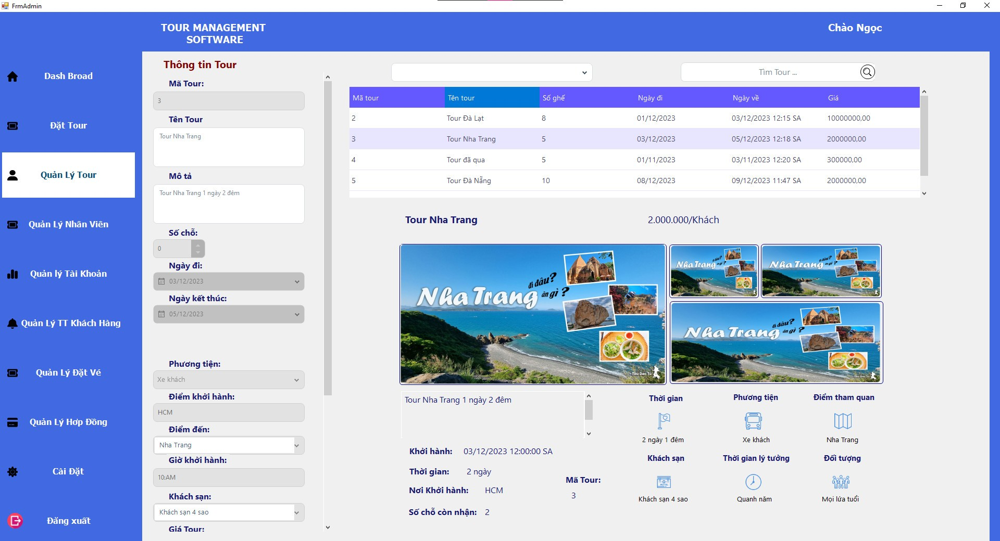 FrmAdmin
TOUR MANAGEMENT
SOFTWARE
Chào Ngọc
Dash Broad
Đặt Tour
Quản Lý Tour
Quản Lý Nhân Viên
Quản lý Tài Khoản
Quản Lý TT Khách Hàng
Quản Lý Đặt Vé
Quản Lý Hợp Đồng
Cài Đặt
Đăng xuất
Thông tin Tour
Mã Tour:
3
Tên Tour
Tour Nha Trang
Mô tả
Tour Nha Trang 1 ngày 2 đêm
Số chỗ:
0
Ngày đi:
03/12/2023
Ngày kết thúc:
05/12/2023
Phương tiện:
Xe khách
Điểm khởi hành:
HCM
Điểm đến:
Nha Trang
Giờ khởi hành:
10:AM
Khách sạn:
Khách sạn 4 sao
Giá Tour:
Tìm Tour ...
Mã tour Tên tour Số ghế Ngày đi Ngày về Giá
2 Tour Đà Lạt 8 01/12/2023 03/12/2023 12:15 SA 10000000,00
3 Tour Nha Trang 5 03/12/2023 05/12/2023 12:18 SA 2000000,00
4 Tour đã qua 5 01/11/2023 03/11/2023 12:20 SA 300000,00
5 Tour Đà Nẵng 10 08/12/2023 09/12/2023 11:47 SA 2000000,00
Tour Nha Trang 2.000.000/Khách
Nha Trang
đi đâu?
ăn gì ?
Tiêu Dao Tử
Nha Trang
đi đâu?
ăn gì ?
Nha Trang
đi đâu?
ăn gì ?
Nha Trang
đi đâu?
ăn gì ?
Tiêu Dao Tử
Tour Nha Trang 1 ngày 2 đêm
Khởi hành: 03/12/2023 12:00:00 SA
Thời gian: 2 ngày
Nơi Khởi hành: HCM
Số chỗ còn nhận: 2
Mã Tour:
3
Thời gian Phương tiện Điểm tham quan
2 ngày 1 đêm Xe khách Nha Trang
Khách sạn Thời gian lý tưởng Đối tượng
HOTEL
Khách sạn 4 sao Quanh năm Mọi lứa tuổi